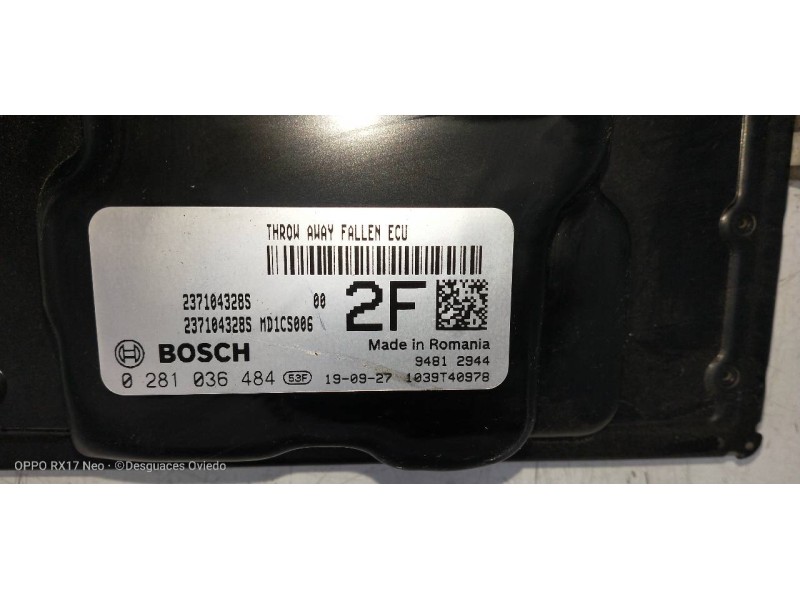 THROW AWAY FALLEN ECU
237104328S 00
237104328S MD1CS006
2F
Made in Romania
BOSCH
9481 2944
0 281 036 484 53F 19-09-27 1039T40978
OPPO RX17 Neo · ©Desguaces Oviedo